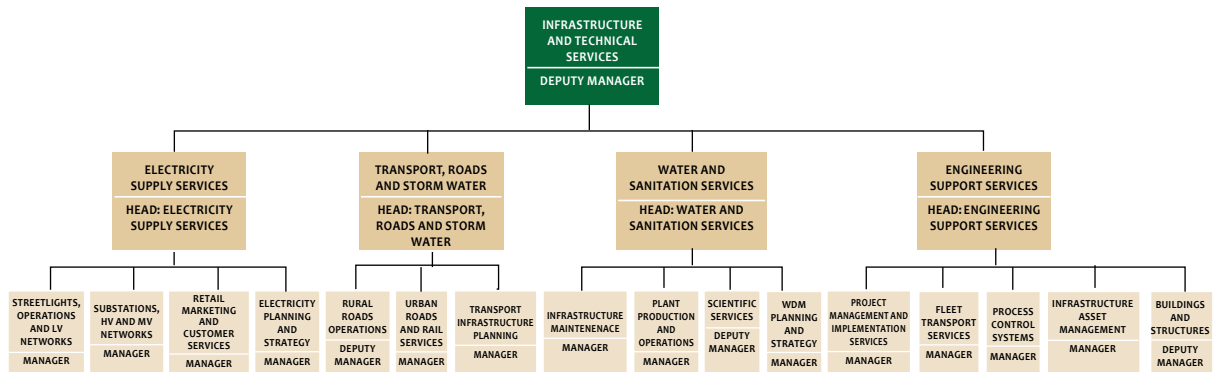 INFRASTRUCTURE
AND TECHNICAL
SERVICES
DEPUTY MANAGER
ELECTRICITY
SUPPLY SERVICES
HEAD: ELECTRICITY
SUPPLY SERVICES
TRANSPORT, ROADS
AND STORM WATER
HEAD: TRANSPORT,
ROADS AND STORM
WATER
WATER AND
SANITATION SERVICES
HEAD: WATER AND
SANITATION SERVICES
ENGINEERING
SUPPORT SERVICES
HEAD: ENGINEERING
SUPPORT SERVICES
STREETLIGHTS,
OPERATIONS
AND LV
NETWORKS
MANAGER
SUBSTATIONS,
HV AND MV
NETWORKS
MANAGER
RETAIL
MARKETING
AND
CUSTOMER
SERVICES
MANAGER
ELECTRICITY
PLANNING
AND
STRATEGY
MANAGER
RURAL
ROADS
OPERATIONS
DEPUTY
MANAGER
URBAN
ROADS
AND RAIL
SERVICES
MANAGER
TRANSPORT
INFRASTRUCTURE
PLANNING
MANAGER
INFRASTRUCTURE
MAINTENENACE
MANAGER
PLANT
PRODUCTION
AND
OPERATIONS
MANAGER
SCIENTIFIC
SERVICES
DEPUTY
MANAGER
WDM
PLANNING
AND
STRATEGY
MANAGER
PROJECT
MANAGEMENT AND
IMPLEMENTATION
SERVICES
MANAGER
FLEET
TRANSPORT
SERVICES
MANAGER
PROCESS
CONTROL
SYSTEMS
MANAGER
INFRASTRUCTURE
ASSET
MANAGEMENT
MANAGER
BUILDINGS
AND
STRUCTURES
DEPUTY
MANAGER